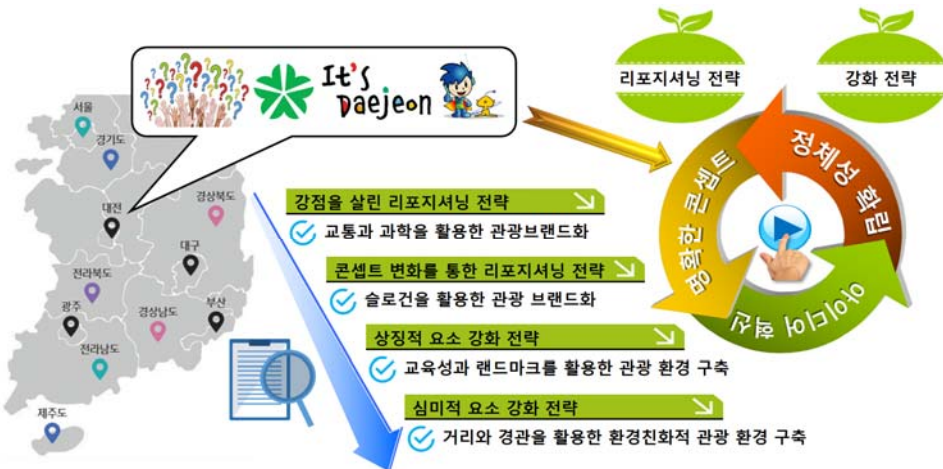 리포지셔닝 전략
강화 전략
It's
Daejeon
서울
경기도
경상북도
대전
대구
전라북도
광주
경상남도
부산
전라남도
제주도
강점을 살린 리포지셔닝 전략
교통과 과학을 활용한 관광브랜드화
콘셉트 변화를 통한 리포지셔닝 전략
슬로건을 활용한 관광 브랜드화
상징적 요소 강화 전략
교육성과 랜드마크를 활용한 관광 환경 구축
심미적 요소 강화 전략
거리와 경관을 활용한 환경친화적 관광 환경 구축
명확한 콘셉트
정체성 확립
아이디어 혁신